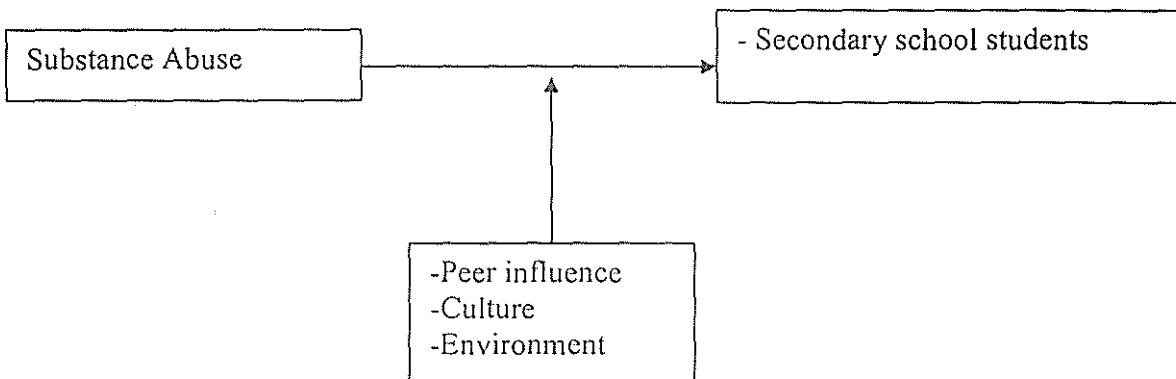 Substance Abuse
- Secondary school students
-Peer influence
-Culture
-Environment